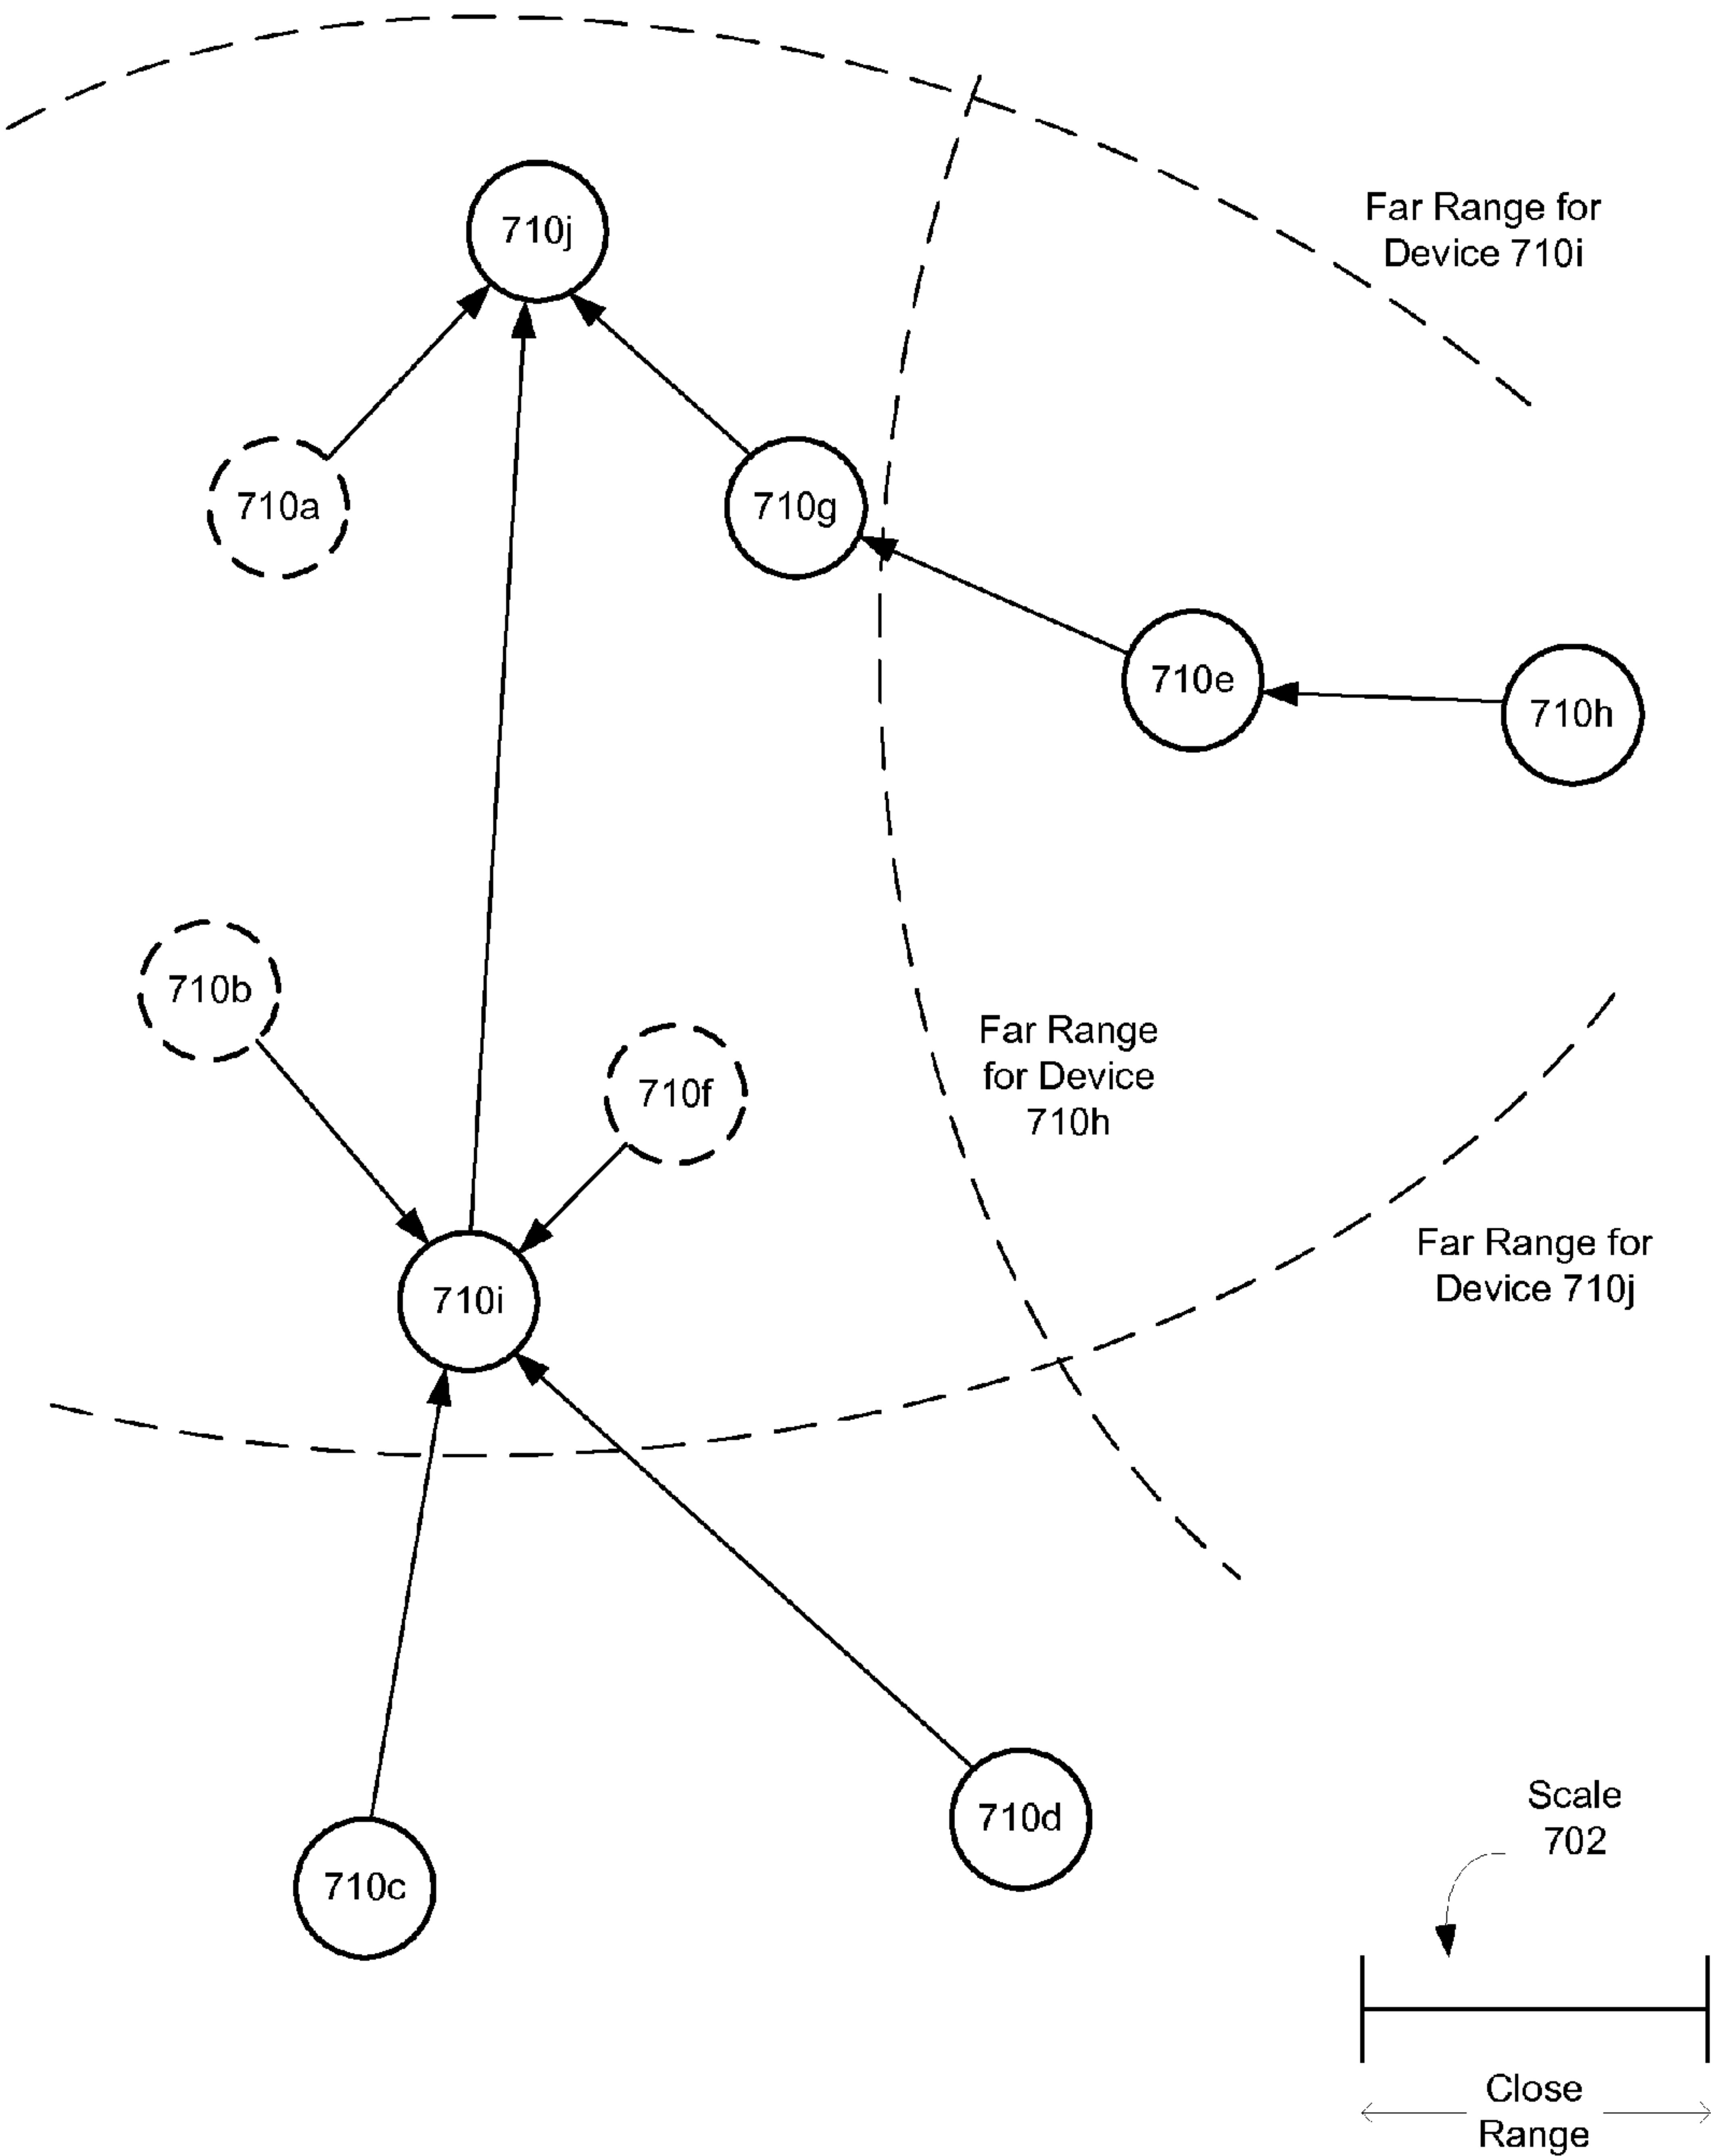 Far Range for
Device 710i
710j
710a
710g
710e
710h
710b
710f
Far Range
for Device
710h
Far Range for
Device 710j
710i
710d
710c
Scale
702
Close
Range